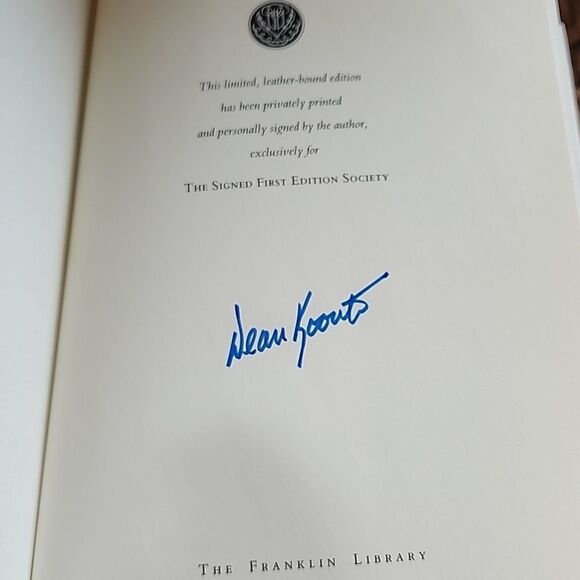 This limited, leather-bound edition
has been privately printed
and personally signed by the author,
exclusively for
THE SIGNED FIRST EDITION SOCIETY
Dean Koontz
THE FRANKLIN LIBRARY